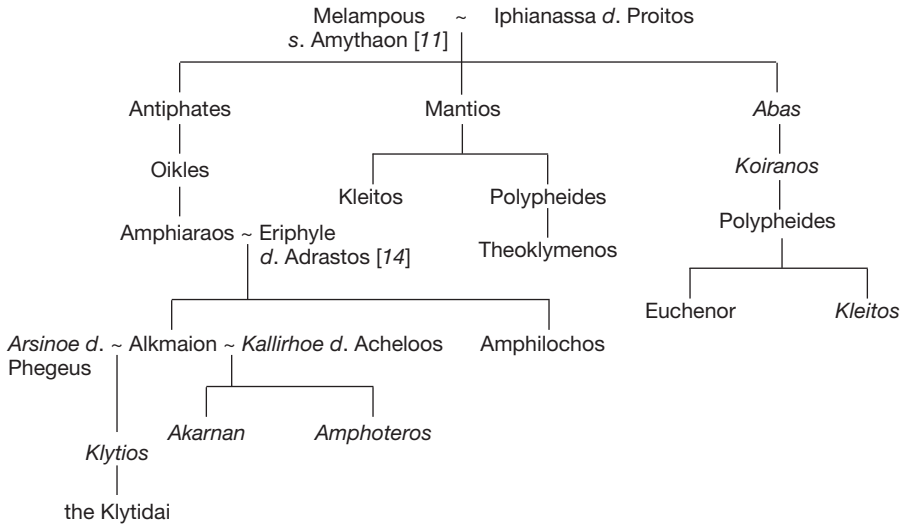 Melampous ~ Iphianassa d. Proitos
s. Amythaon [11]
Antiphates Mantios Abas
Oikles Koiranos
Kleitos Polypheides
Polypheides
Amphiaraos ~ Eriphyle
d. Adrastos [14]
Theoklymenos
Euchenor Kleitos
Arsinoe d. ~ Alkmaion ~ Kallirhoe d. Acheloos Amphilochos
Phegeus
Akarnan Amphoteros
Klytios
the Klytidai